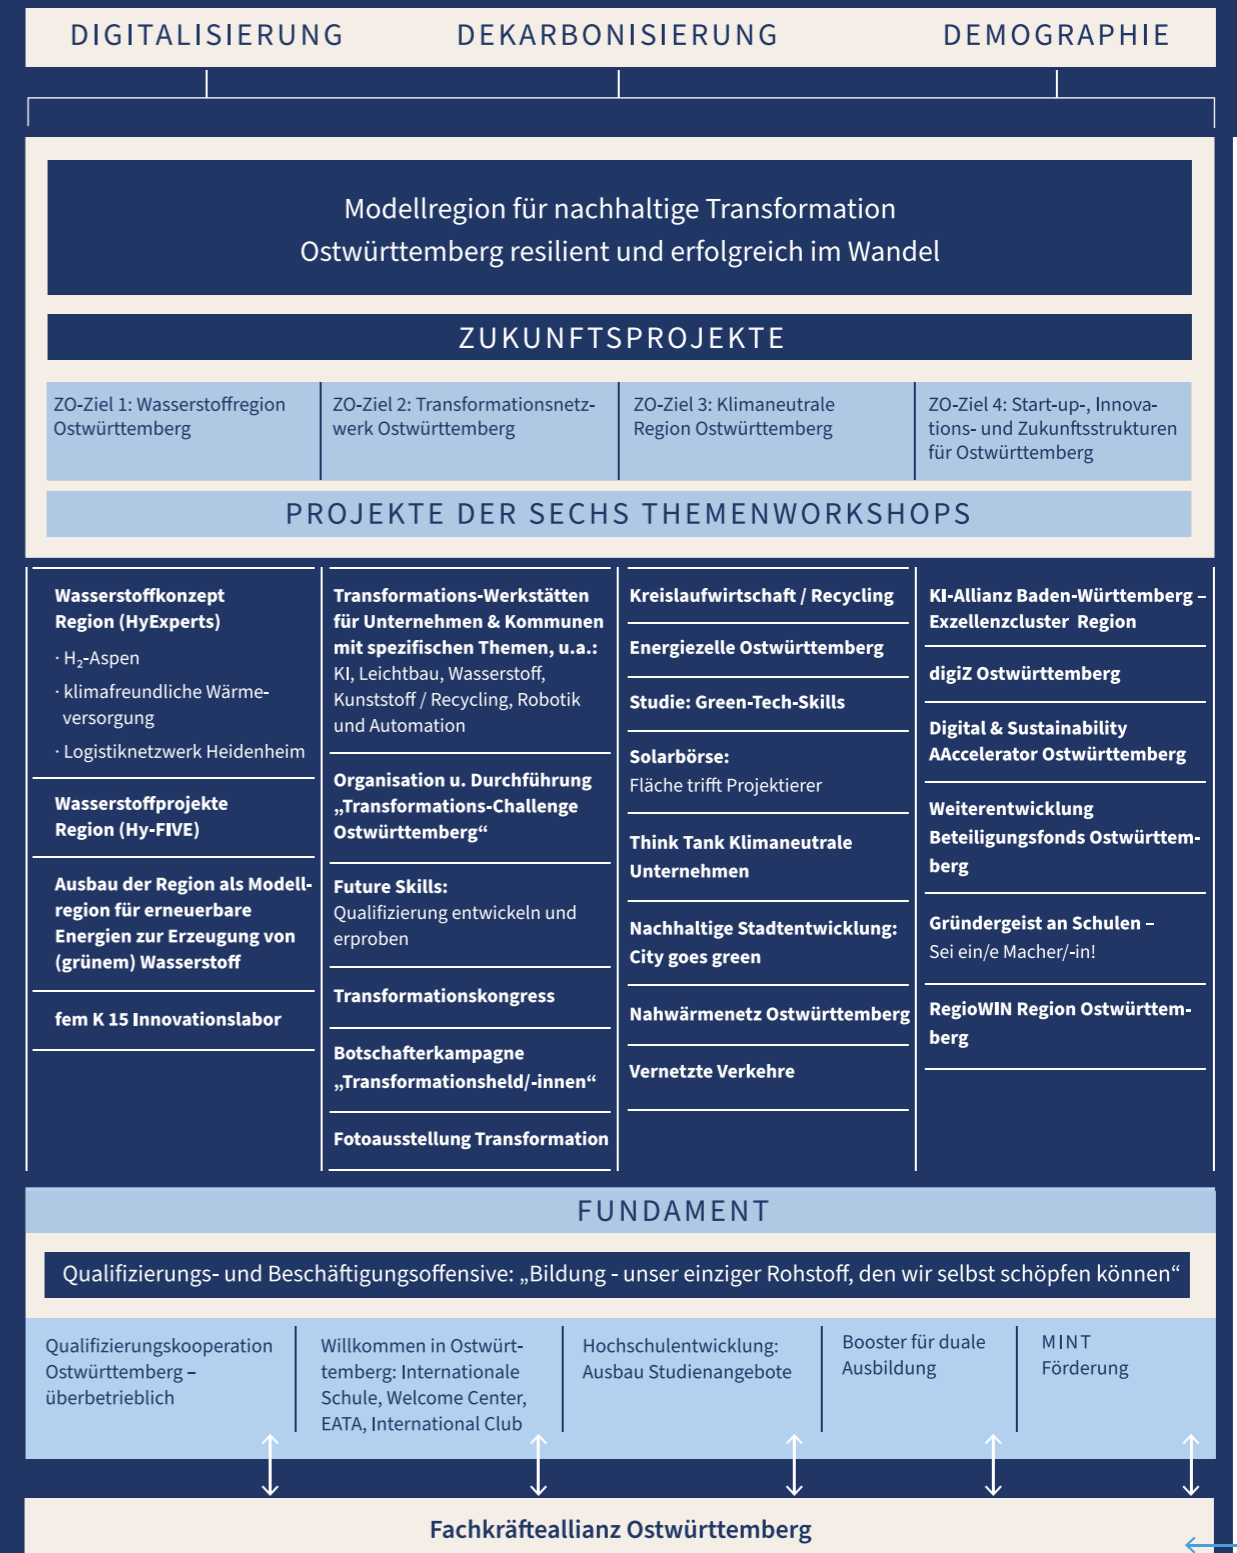 DIGITALISIERUNG
DEKARBONISIERUNG
DEMOGRAPHIE
Modellregion für nachhaltige Transformation
Ostwürttemberg resilient und erfolgreich im Wandel
ZUKUNFTSPROJEKTE
ZO-Ziel 1: Wasserstoffregion
Ostwürttemberg
ZO-Ziel 2: Transformationsnetz-
werk Ostwürttemberg
ZO-Ziel 3: Klimaneutrale
Region Ostwürttemberg
ZO-Ziel 4: Start-up-, Innova-
tions- und Zukunftsstrukturen
für Ostwürttemberg
PROJEKTE DER SECHS THEMENWORKSHOPS
Wasserstoffkonzept
Region (HyExperts)
· H₂-Aspen
· klimafreundliche Wärme-
versorgung
· Logistiknetzwerk Heidenheim
Wasserstoffprojekte
Region (Hy-FIVE)
Ausbau der Region als Modell-
region für erneuerbare
Energien zur Erzeugung von
(grünem) Wasserstoff
fem K 15 Innovationslabor
Transformations-Werkstätten
für Unternehmen & Kommunen
mit spezifischen Themen, u.a.:
KI, Leichtbau, Wasserstoff,
Kunststoff / Recycling, Robotik
und Automation
Organisation u. Durchführung
„Transformations-Challenge
Ostwürttemberg“
Future Skills:
Qualifizierung entwickeln und
erproben
Transformationskongress
Botschafterkampagne
„Transformationsheld/-innen“
Fotoausstellung Transformation
Kreislaufwirtschaft / Recycling
Energiezelle Ostwürttemberg
Studie: Green-Tech-Skills
Solarbörse:
Fläche trifft Projektierer
Think Tank Klimaneutrale
Unternehmen
Nachhaltige Stadtentwicklung:
City goes green
Nahwärmenetz Ostwürttemberg
Vernetzte Verkehre
KI-Allianz Baden-Württemberg –
Exzellenzcluster Region
digiZ Ostwürttemberg
Digital & Sustainability
AAccelerator Ostwürttemberg
Weiterentwicklung
Beteiligungsfonds Ostwürttem-
berg
Gründergeist an Schulen –
Sei ein/e Macher/-in!
RegioWIN Region Ostwürttem-
berg
FUNDAMENT
Qualifizierungs- und Beschäftigungsoffensive: „Bildung - unser einziger Rohstoff, den wir selbst schöpfen können“
Qualifizierungskooperation
Ostwürttemberg –
überbetrieblich
Willkommen in Ostwürt-
temberg: Internationale
Schule, Welcome Center,
EATA, International Club
Hochschulentwicklung:
Ausbau Studienangebote
Booster für duale
Ausbildung
MINT
Förderung
Fachkräfteallianz Ostwürttemberg